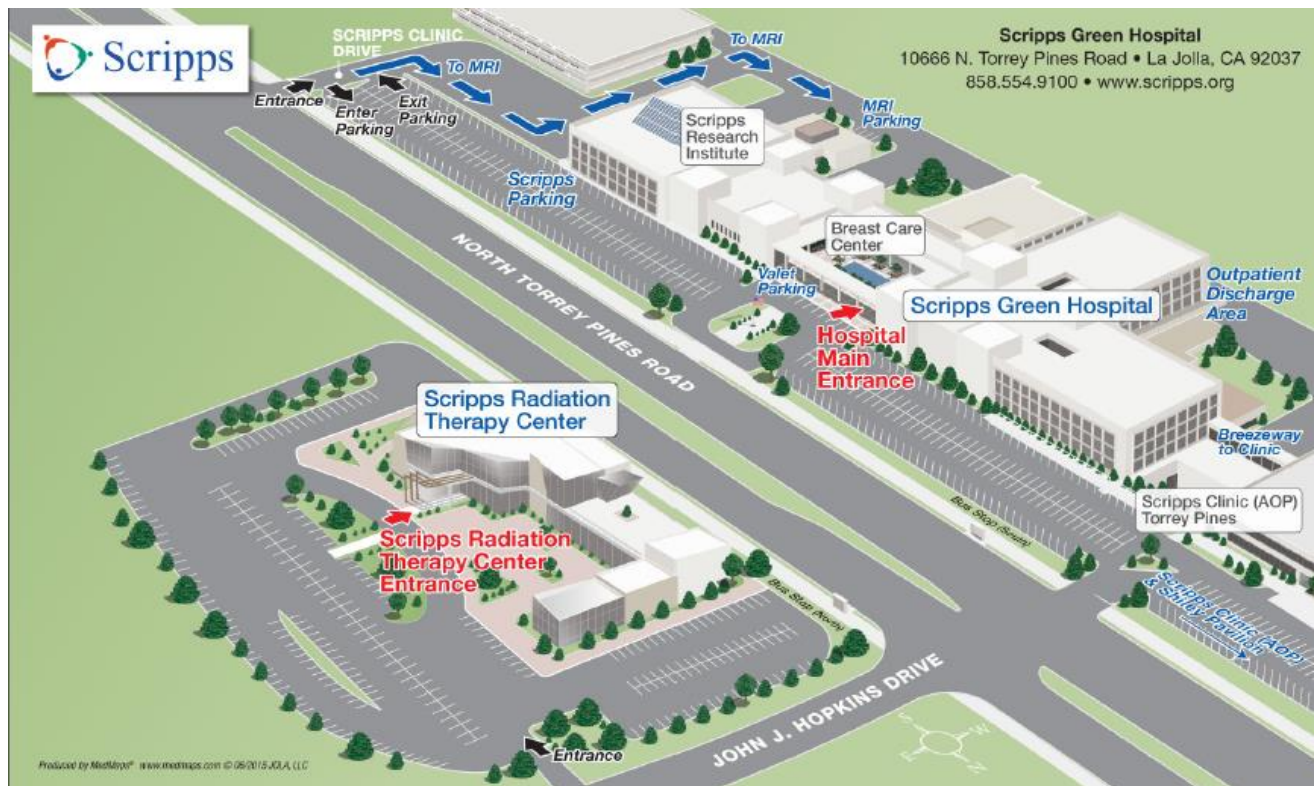 Scripps
SCRIPPS CLINIC
DRIVE
To MRI
To MRI
Scripps Green Hospital
10666 N. Torrey Pines Road • La Jolla, CA 92037
858.554.9100 • www.scripps.org
Entrance
Enter
Parking
Exit
Parking
MRI
Parking
Scripps
Research
Institute
Scripps
Parking
Breast Care
Center
NORTH TORREY PINES ROAD
Valet
Parking
Scripps Green Hospital
Outpatient
Discharge
Area
Hospital
Main
Entrance
Scripps Radiation
Therapy Center
Breezeway
to Clinic
Scripps Clinic (AOP)
Torrey Pines
Bus Stop (South)
Scripps Radiation
Therapy Center
Entrance
Bus Stop (North)
Scripps Clinic (AOP)
& Shiley Pavilion
JOHN J. HOPKINS DRIVE
S
W
E
N
Entrance
Produced by MedMaps® www.medmaps.com © 06/2015 JOLA, LLC